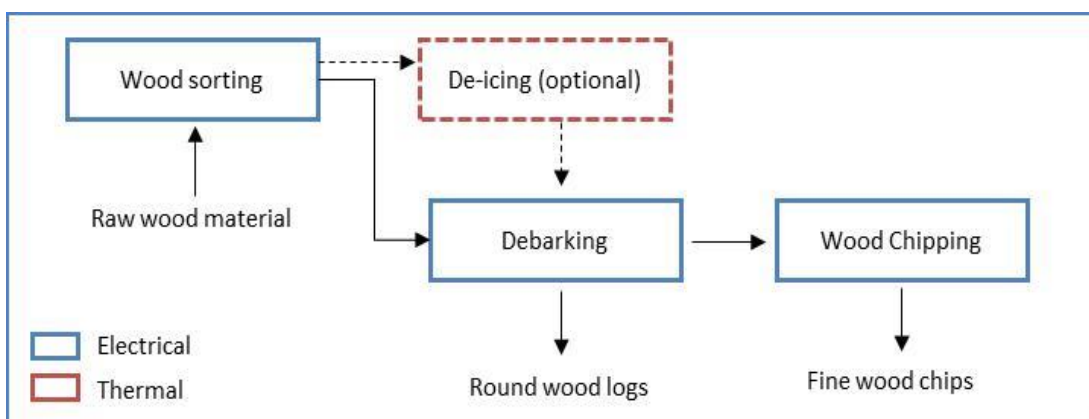 Wood sorting
De-icing (optional)
Raw wood material
Debarking
Wood Chipping
Electrical
Thermal
Round wood logs
Fine wood chips